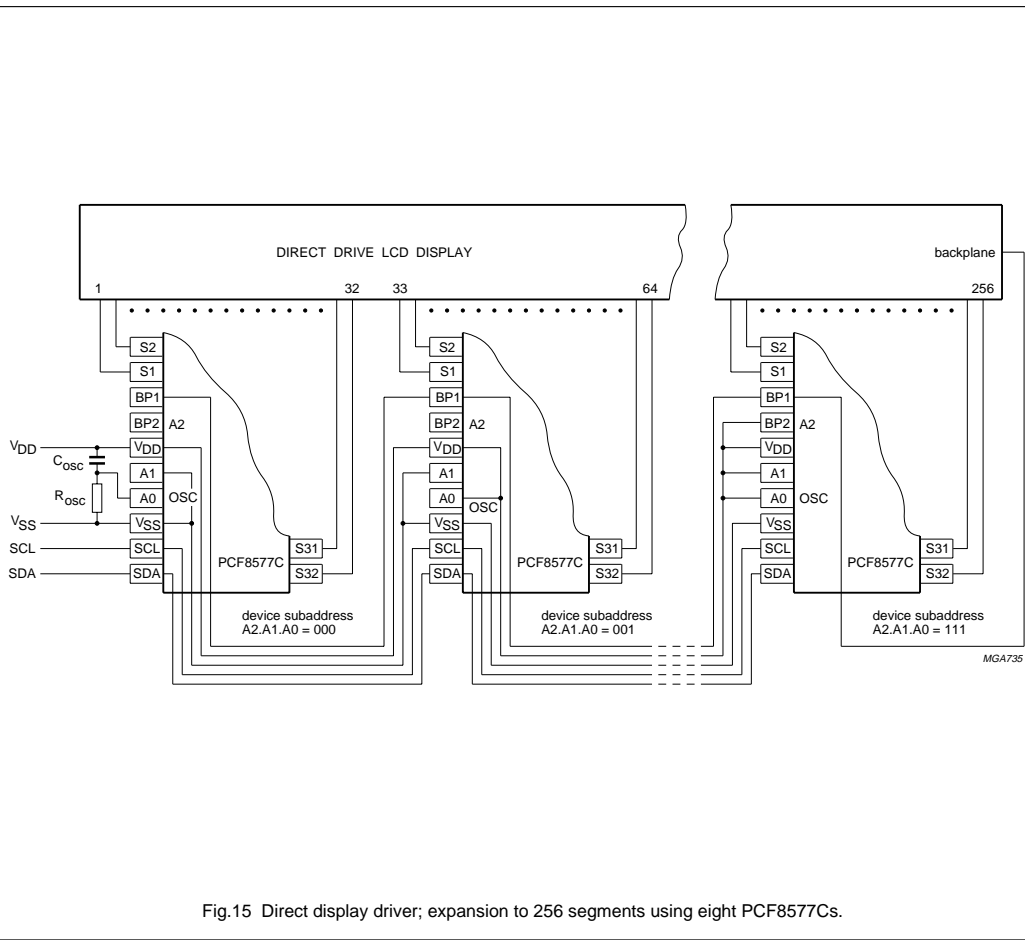 DIRECT DRIVE LCD DISPLAY
backplane
1 32 33 64 256
S2 S2 S2
S1 S1 S1
BP1 BP1 BP1
BP2 A2 BP2 A2 BP2 A2
VDD VDD VDD VDD
Cosc
A1 A1 A1
Rosc A0 OSC A0 OSC A0 OSC
VSS VSS VSS VSS
SCL SCL S31 SCL S31 SCL S31
PCF8577C PCF8577C PCF8577C
SDA SDA S32 SDA S32 SDA S32
device subaddress device subaddress device subaddress
A2.A1.A0 = 000 A2.A1.A0 = 001 A2.A1.A0 = 111
MGA735
Fig.15 Direct display driver; expansion to 256 segments using eight PCF8577Cs.